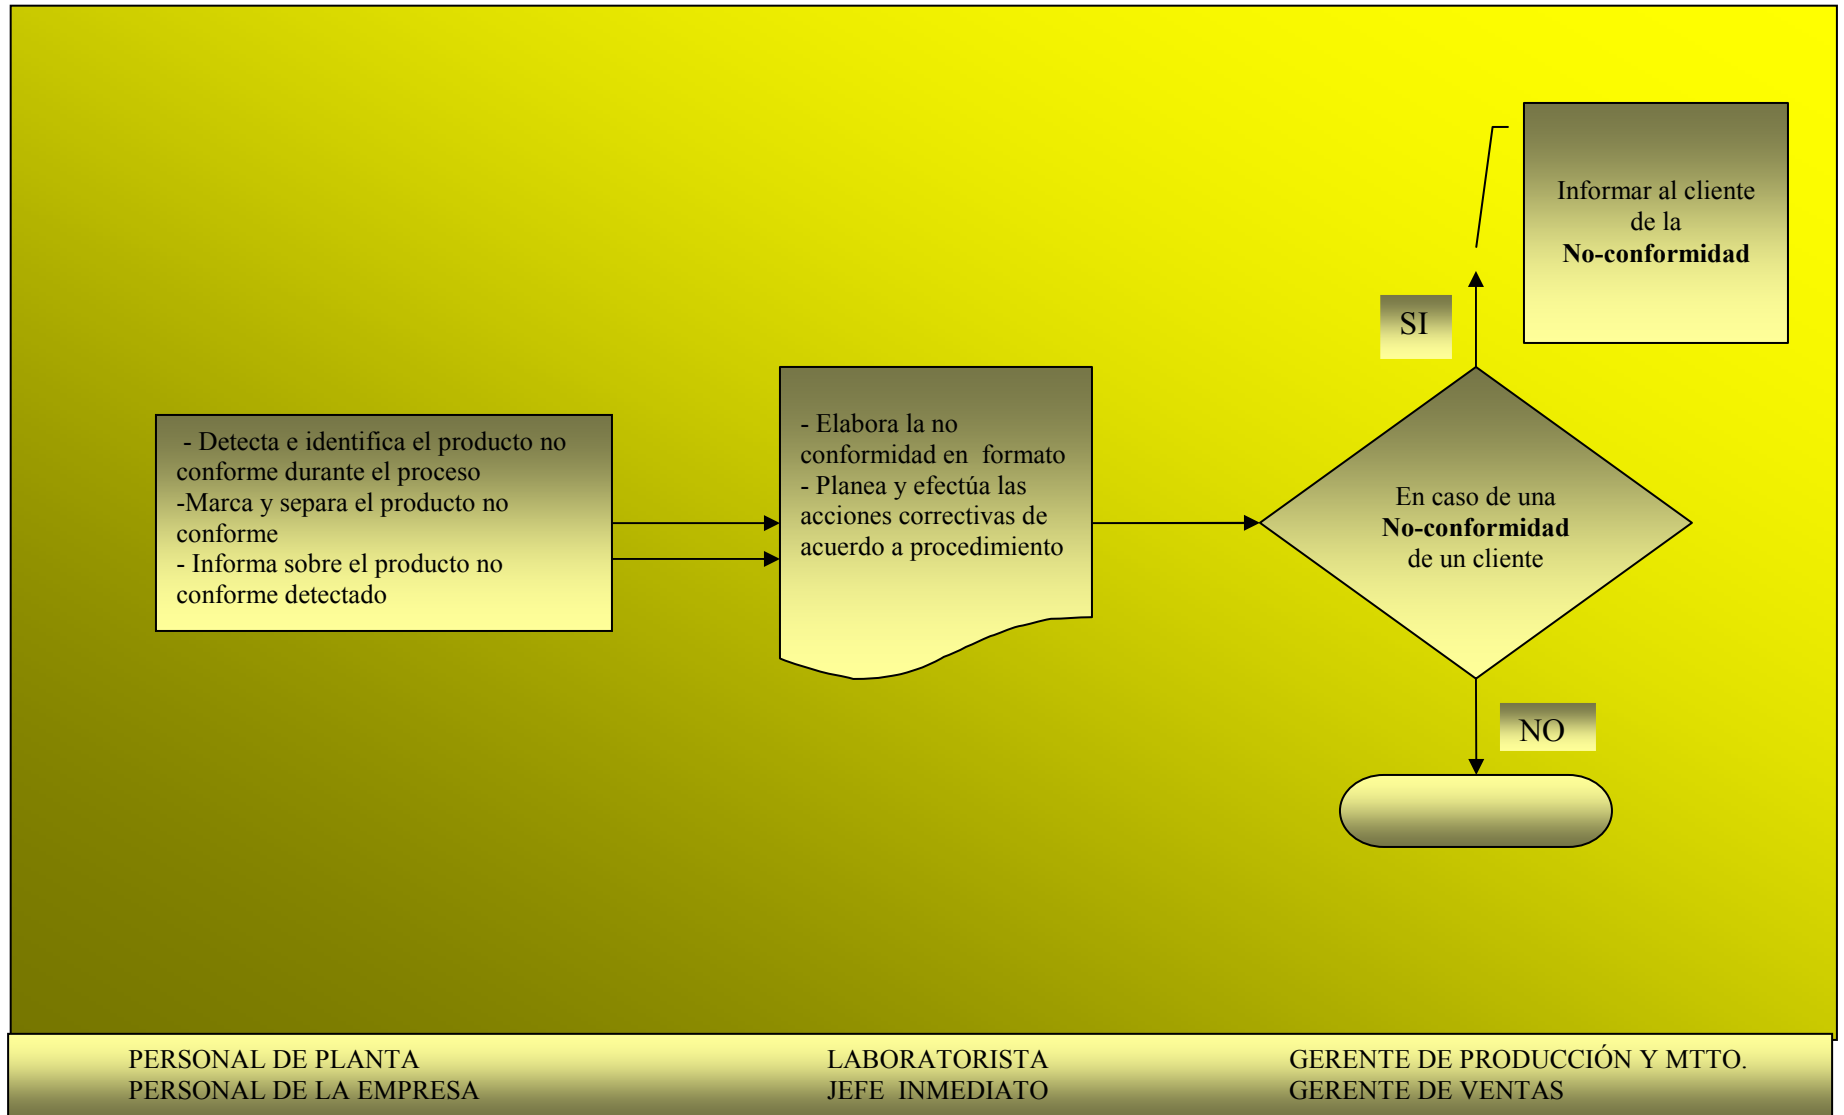 - Detecta e identifica el producto no
conforme durante el proceso
-Marca y separa el producto no
conforme
- Informa sobre el producto no
conforme detectado
- Elabora la no
conformidad en formato
- Planea y efectúa las
acciones correctivas de
acuerdo a procedimiento
En caso de una
No-conformidad
de un cliente
SI
Informar al cliente
de la
No-conformidad
NO
PERSONAL DE PLANTA
PERSONAL DE LA EMPRESA
LABORATORISTA
JEFE INMEDIATO
GERENTE DE PRODUCCIÓN Y MTTO.
GERENTE DE VENTAS